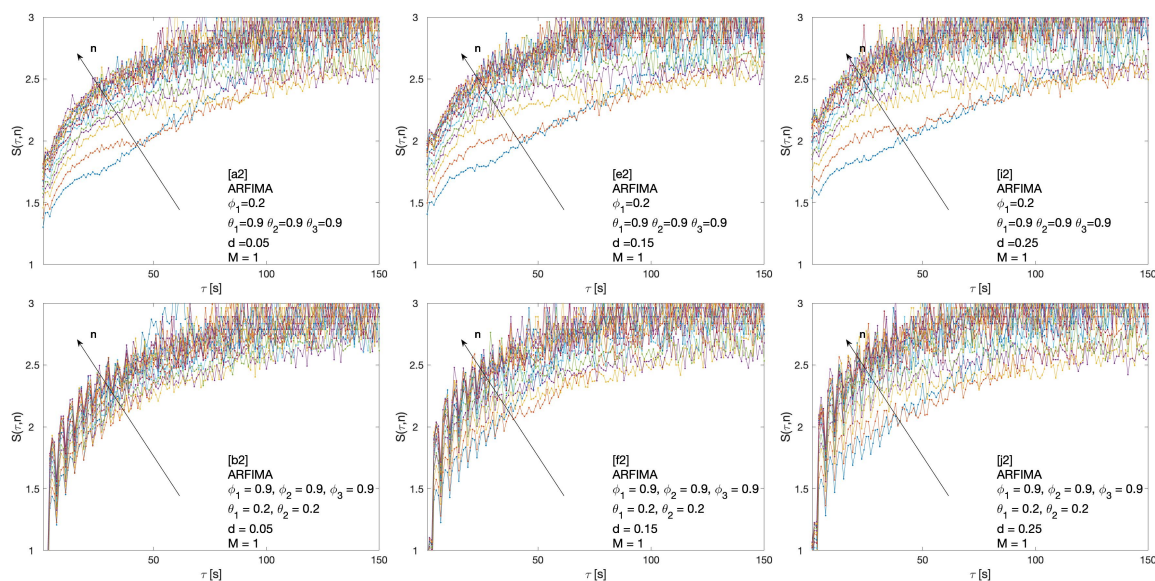 3
2.5
2
1.5
1
S(τ,n)
n
[a2]
ARFIMA
ϕ1=0.2
θ1=0.9 θ2=0.9 θ3=0.9
d =0.05
M = 1
50
100
150
τ [s]
3
2.5
2
1.5
1
S(τ,n)
n
[e2]
ARFIMA
ϕ1=0.2
θ1=0.9 θ2=0.9 θ3=0.9
d =0.15
M = 1
50
100
150
τ [s]
3
2.5
2
1.5
1
S(τ,n)
n
[i2]
ARFIMA
ϕ1=0.2
θ1=0.9 θ2=0.9 θ3=0.9
d =0.25
M = 1
50
100
150
τ [s]
3
2.5
2
1.5
1
S(τ,n)
n
[b2]
ARFIMA
ϕ1 = 0.9, ϕ2 = 0.9, ϕ3 = 0.9
θ1 = 0.2, θ2 = 0.2
d = 0.05
M = 1
50
100
150
τ [s]
3
2.5
2
1.5
1
S(τ,n)
n
[f2]
ARFIMA
ϕ1 = 0.9, ϕ2 = 0.9, ϕ3 = 0.9
θ1 = 0.2, θ2 = 0.2
d = 0.15
M = 1
50
100
150
τ [s]
3
2.5
2
1.5
1
S(τ,n)
n
[j2]
ARFIMA
ϕ1 = 0.9, ϕ2 = 0.9, ϕ3 = 0.9
θ1 = 0.2, θ2 = 0.2
d = 0.25
M = 1
50
100
150
τ [s]